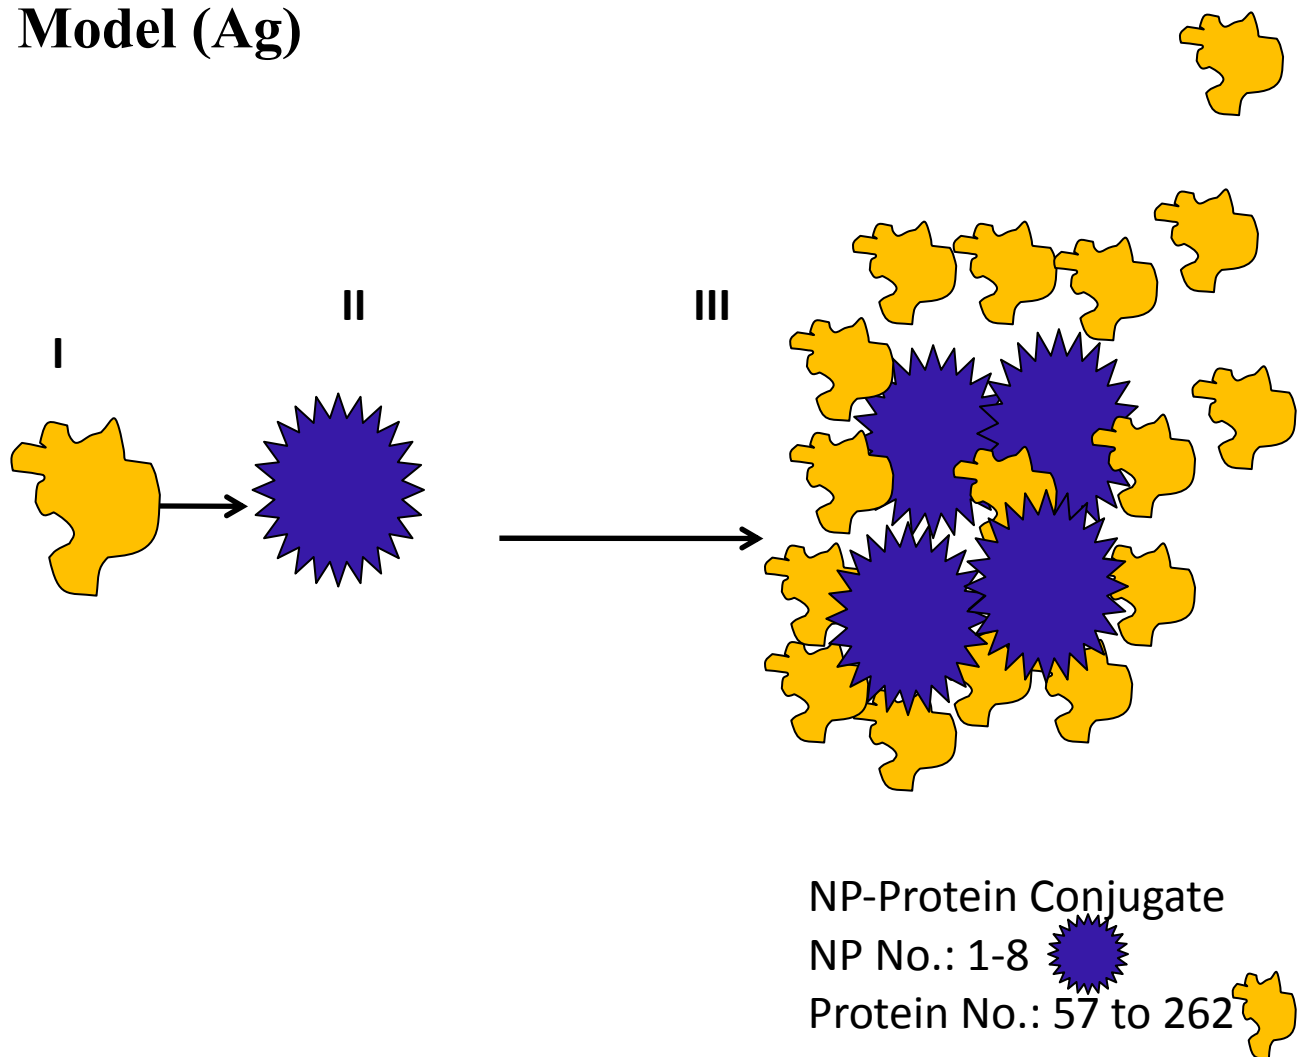 Model (Ag)
I
II
III
NP-Protein Conjugate
NP No.: 1-8
Protein No.: 57 to 262